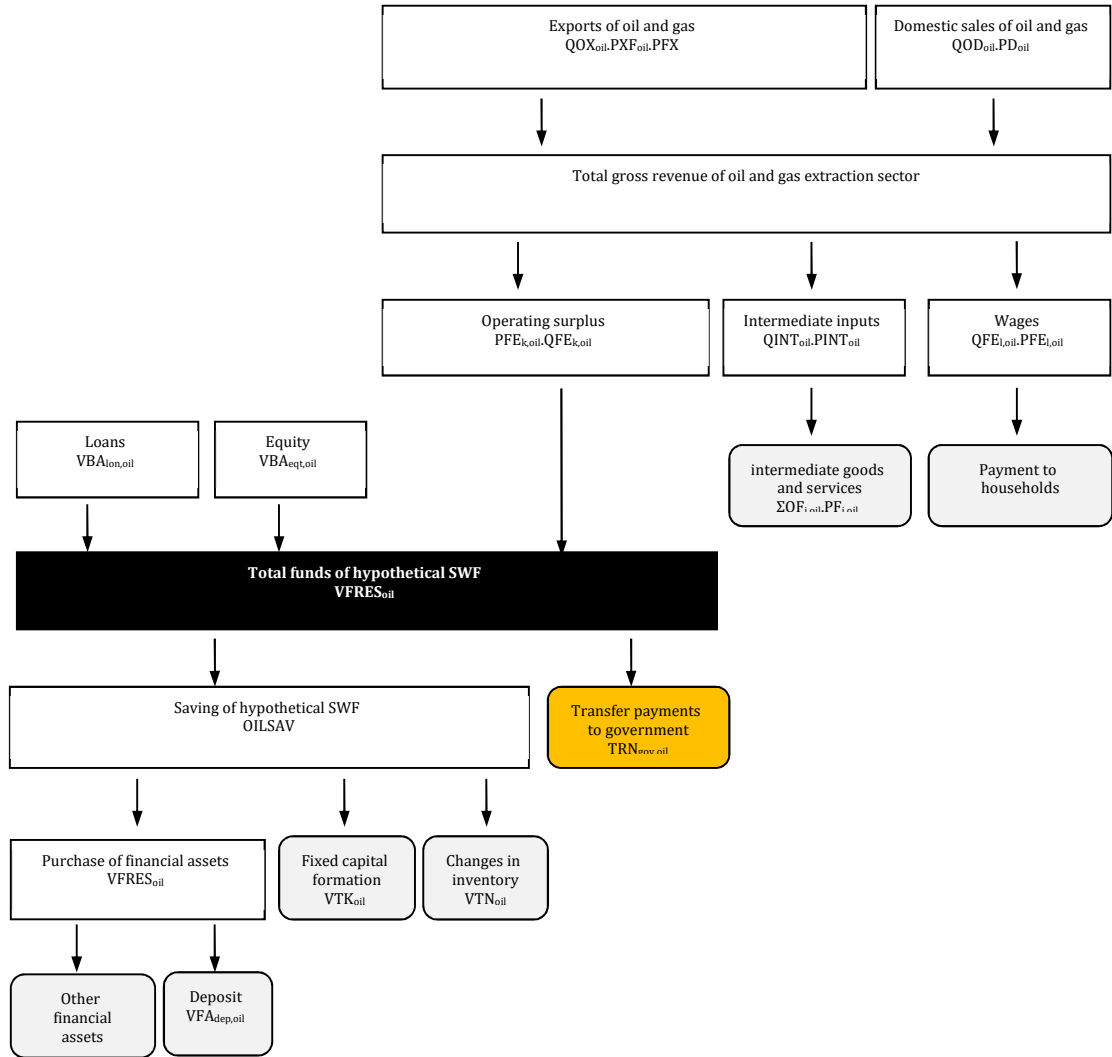 Exports of oil and gas
QOXoil.PXFoil.PFX
Domestic sales of oil and gas
QODoil.PDoil
Total gross revenue of oil and gas extraction sector
Operating surplus
PFEk,oil.QFEk,oil
Intermediate inputs
QINToil.PINToil
Wages
QFEl,oil.PFEl,oil
Loans
VBAlon,oil
Equity
VBAeqt,oil
intermediate goods
and services
Payment to
households
Total funds of hypothetical SWF
VFRESoil
Saving of hypothetical SWF
OILSAV
Transfer payments
to government
TRNgov,oil
Purchase of financial assets
VFRESoil
Fixed capital
formation
VTKoil
Changes in
inventory
VTNoil
Other
financial
assets
Deposit
VFAdep,oil